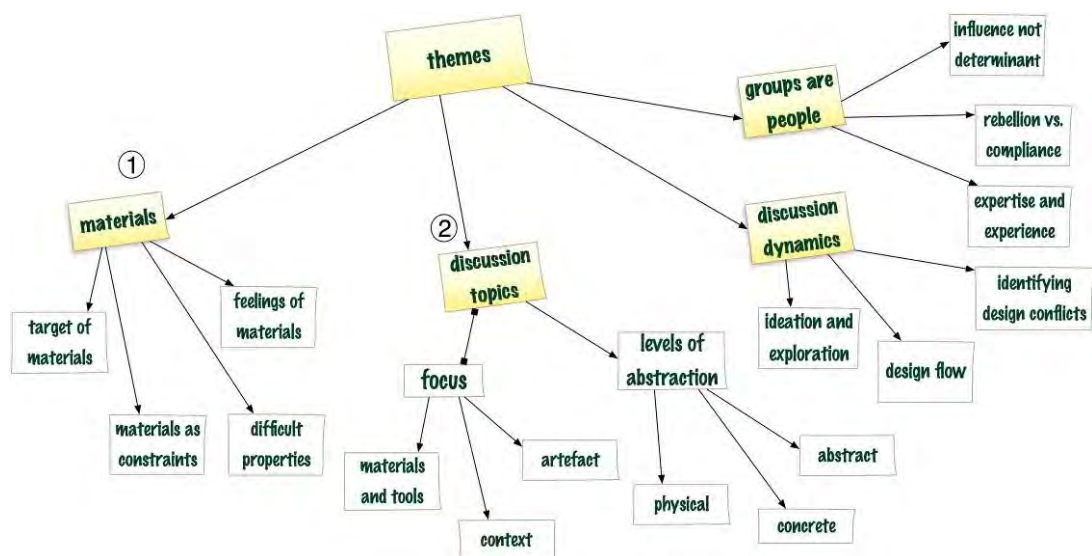 themes
groups are
people
influence not
determinant
rebellion vs.
compliance
expertise and
experience
1
materials
target of
materials
materials as
constraints
difficult
properties
feelings of
materials
2
discussion
topics
focus
materials
and tools
context
artefact
levels of
abstraction
physical
concrete
abstract
discussion
dynamics
ideation and
exploration
design flow
identifying
design conflicts